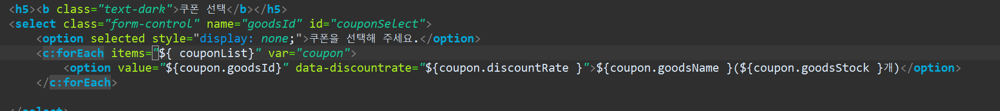 <h5><b class="text-dark">쿠폰 선택</b></h5>
<select class="form-control" name="goodsId" id="couponSelect">
<option selected style="display: none;">쿠폰을 선택해 주세요.</option>
<c:forEach items="${ couponList}" var="coupon">
<option value="${coupon.goodsId}" data-discountrate="${coupon.discountRate }">${coupon.goodsName }(${coupon.goodsStock }개)</option>
</c:forEach>
</select>